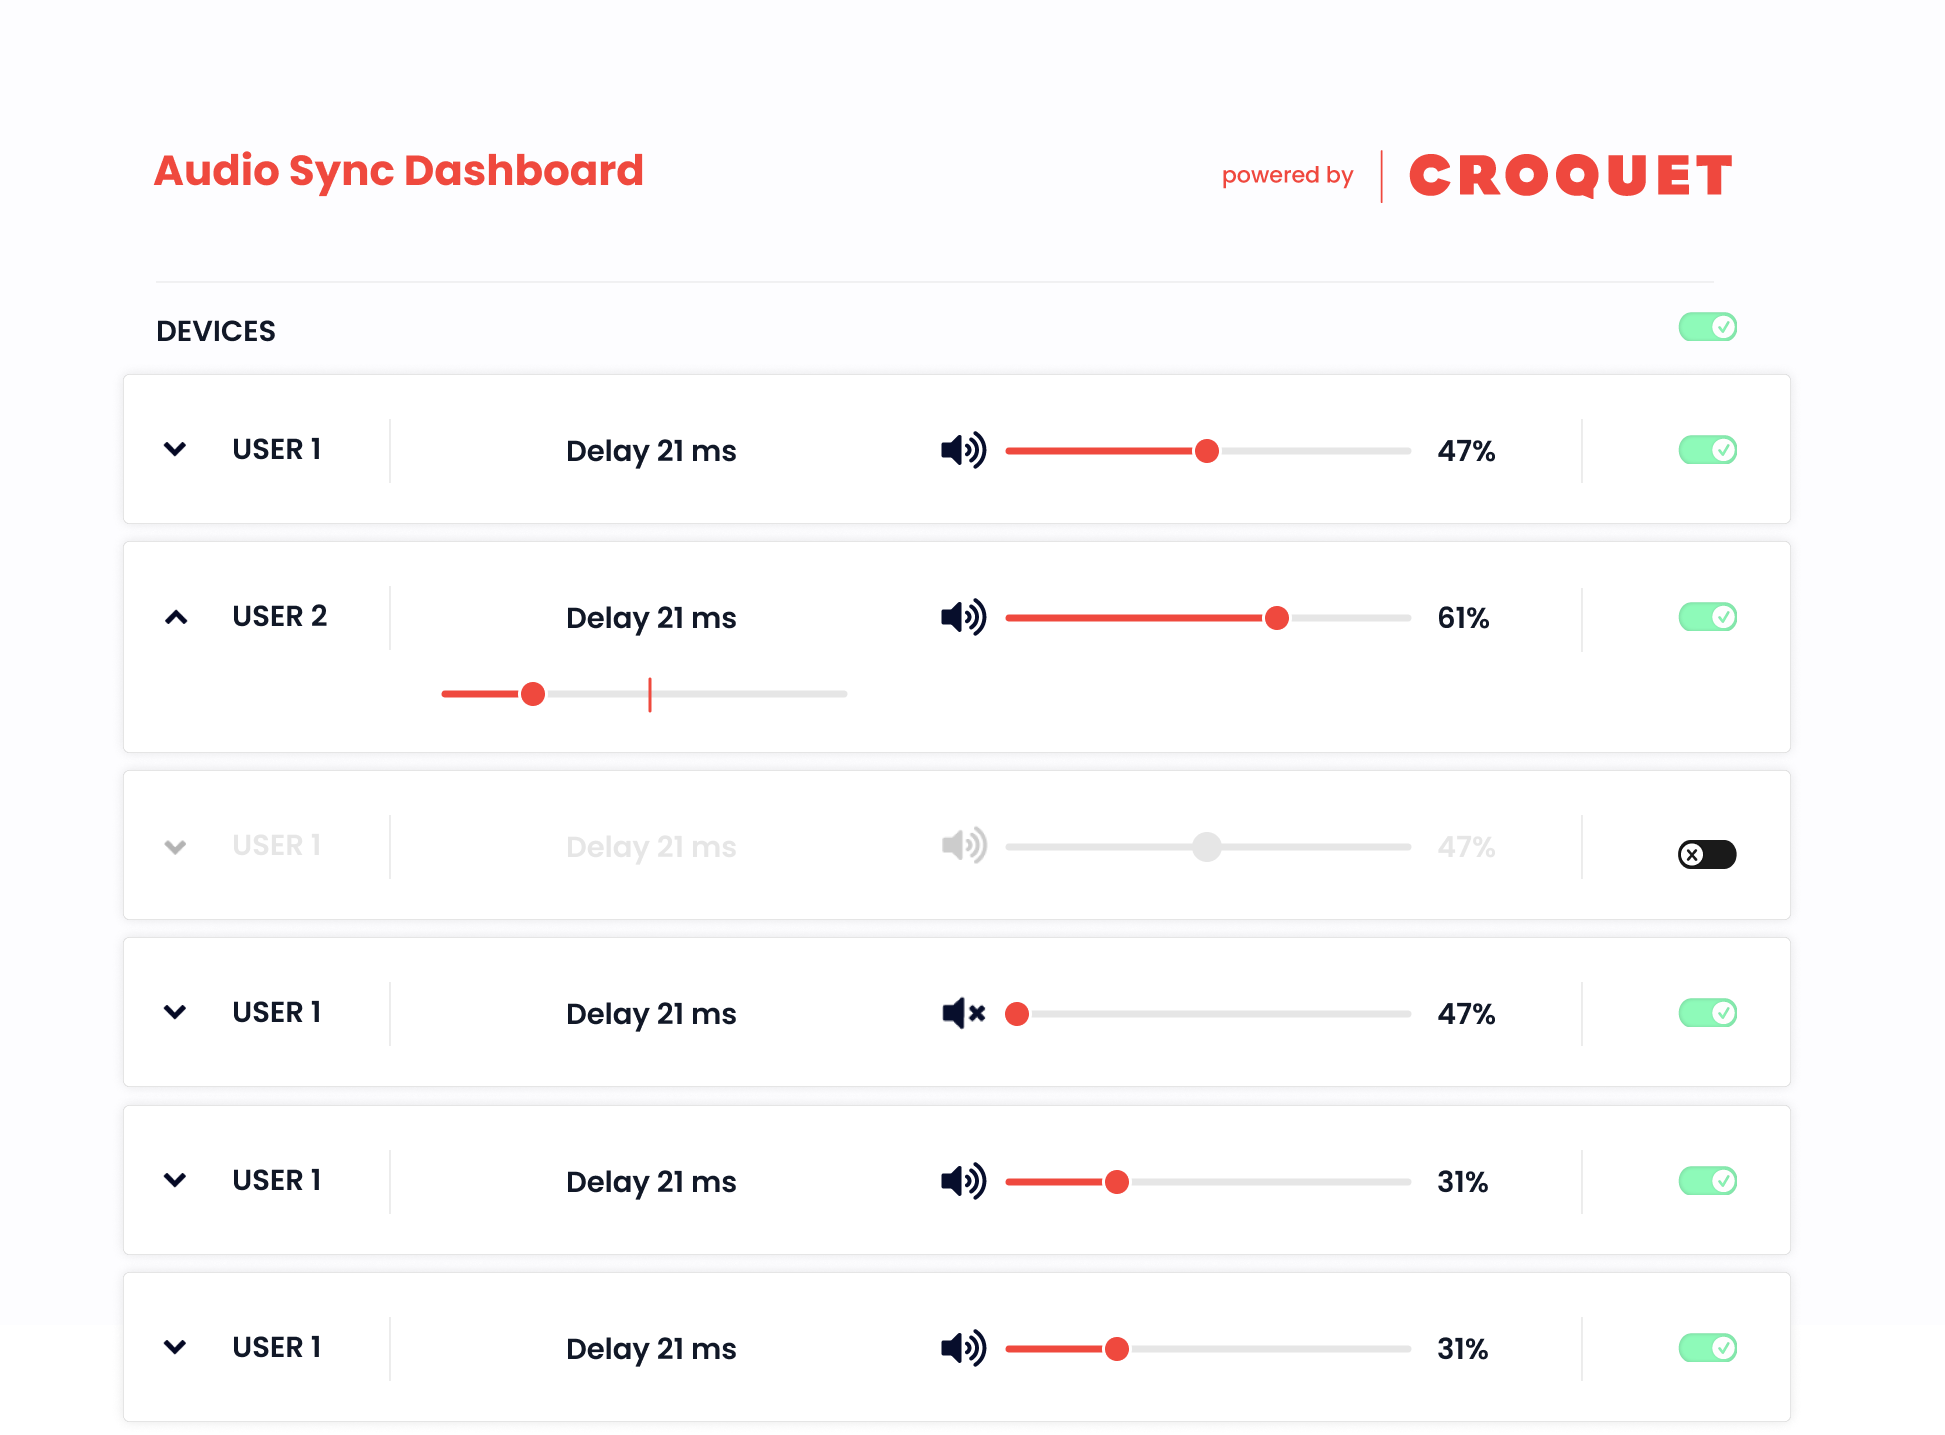 Audio Sync Dashboard
powered by CROQUET
DEVICES
USER 1 Delay 21 ms 47%
USER 2 Delay 21 ms 61%
USER 1 Delay 21 ms 47%
USER 1 Delay 21 ms 47%
USER 1 Delay 21 ms 31%
USER 1 Delay 21 ms 31%